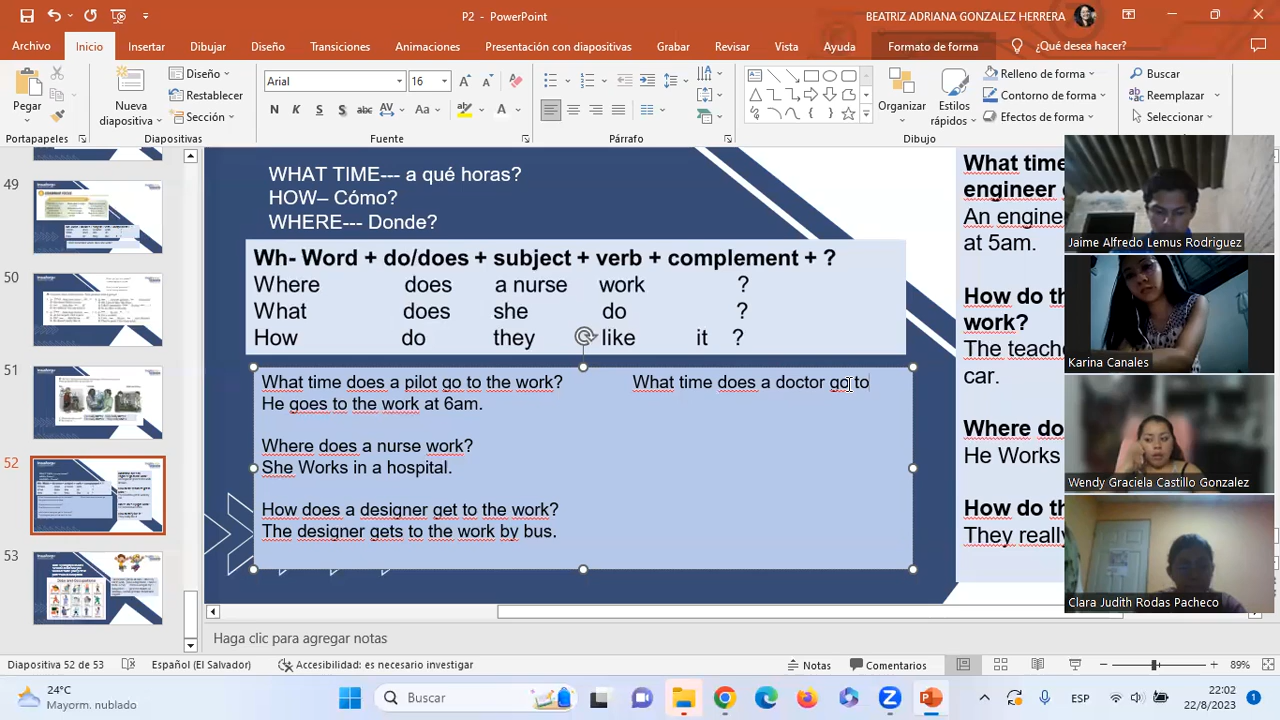 P2 - PowerPoint
BEATRIZ ADRIANA GONZALEZ HERRERA
Archivo Inicio Insertar Dibujar Diseño Transiciones Animaciones Presentación con diapositivas Grabar Revisar Vista Ayuda Formato de forma ¿Qué desea hacer?
Pegar
Nueva diapositiva
Diseño
Restablecer
Sección
Arial 16
N K S S abc AV Aa A
Organizar
Estilos rápidos
Relleno de forma
Contorno de forma
Efectos de forma
Buscar
Reemplazar
Seleccionar
Portapapeles Diapositivas Fuente Párrafo Dibujo
49
50
51
52
53
WHAT TIME--- a qué horas?
HOW– Cómo?
WHERE--- Donde?
Wh- Word + do/does + subject + verb + complement + ?
Where does a nurse work ?
What does she do ?
How do they like it ?
What time does a pilot go to the work?
He goes to the work at 6am.
Where does a nurse work?
She Works in a hospital.
How does a designer get to the work?
The designer gets to the work by bus.
What time does a doctor go to
What time
engineer
An engine
at 5am.
How do th
work?
The teach
car.
Where do
He Works
How do th
They really
Jaime Alfredo Lemus Rodriguez
Karina Canales
Wendy Graciela Castillo Gonzalez
Clara Judith Rodas Pacheco
Haga clic para agregar notas
Diapositiva 52 de 53 Español (El Salvador) Accesibilidad: es necesario investigar Notas Comentarios 89%
24°C
Mayorm. nublado
Buscar
ESP
22:02
22/8/2023
1